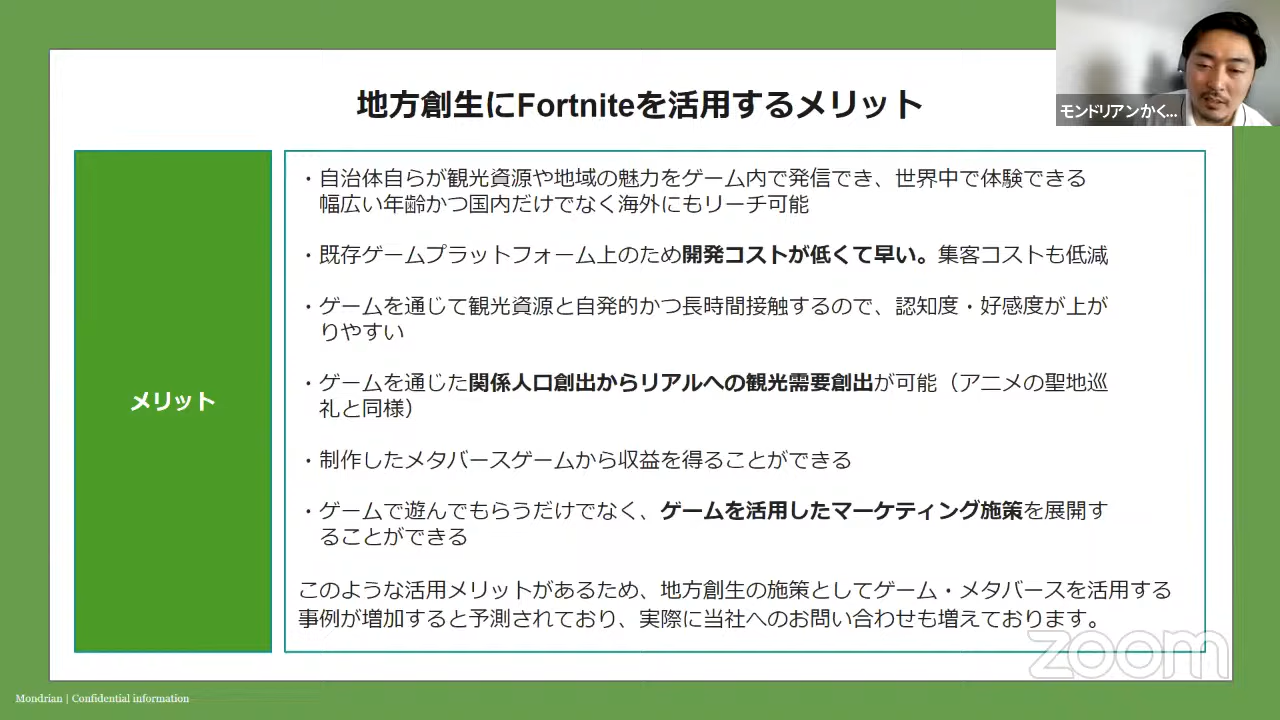 地方創生にFortniteを活用するメリット
モンドリアンかく...
メリット
・自治体自らが観光資源や地域の魅力をゲーム内で発信でき、世界中で体験できる
幅広い年齢かつ国内だけでなく海外にもリーチ可能
・既存ゲームプラットフォーム上のため開発コストが低くて早い。集客コストも低減
・ゲームを通じて観光資源と自発的かつ長時間接触するので、認知度・好感度が上が
りやすい
・ゲームを通じた関係人口創出からリアルへの観光需要創出が可能（アニメの聖地巡
礼と同様）
・制作したメタバースゲームから収益を得ることができる
・ゲームで遊んでもらうだけでなく、ゲームを活用したマーケティング施策を展開す
ることができる
このような活用メリットがあるため、地方創生の施策としてゲーム・メタバースを活用する
事例が増加すると予測されており、実際に当社へのお問い合わせも増えております。
zoom
Mondrian | Confidential information